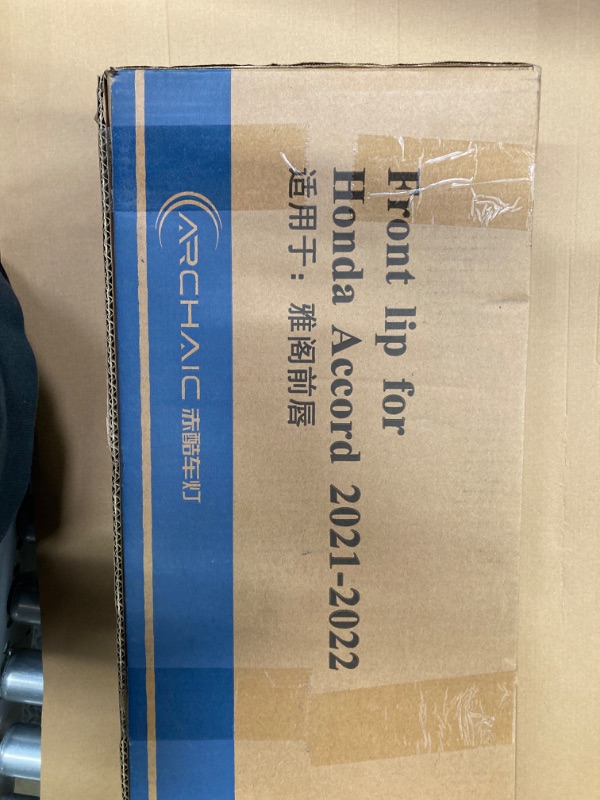 Front lip for
Honda Accord 2021-2022
适用于：雅阁前唇
ARCHAIC 赤酷车灯